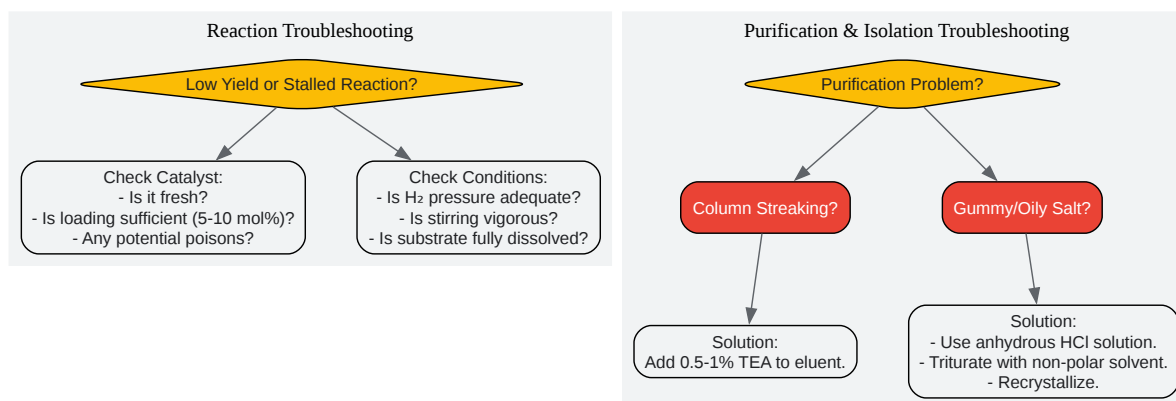 Reaction Troubleshooting
Low Yield or Stalled Reaction?
Check Catalyst:
- Is it fresh?
- Is loading sufficient (5-10 mol%)?
- Any potential poisons?
Check Conditions:
- Is H₂ pressure adequate?
- Is stirring vigorous?
- Is substrate fully dissolved?
Purification & Isolation Troubleshooting
Purification Problem?
Column Streaking?
Gummy/Oily Salt?
Solution:
Add 0.5-1% TEA to eluent.
Solution:
- Use anhydrous HCl solution.
- Triturate with non-polar solvent.
- Recrystallize.